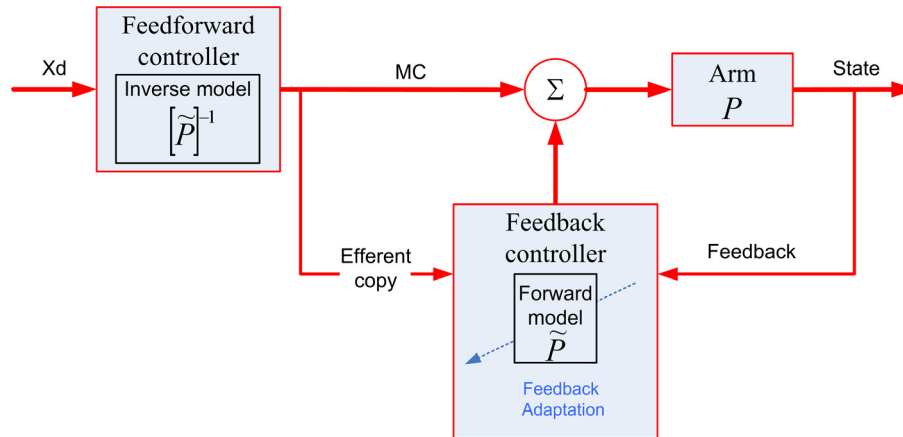 Feedforward
controller
Xd
Inverse model
[P̃]⁻¹
MC
Σ
Arm
P
State
Efferent
copy
Feedback
controller
Forward
model
P̃
Feedback
Adaptation
Feedback